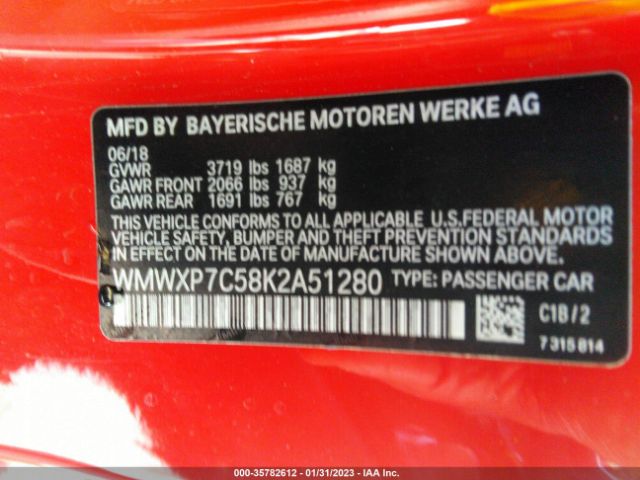 MFD BY BAYERISCHE MOTOREN WERKE AG
06/18
GVWR 3719 lbs 1687 kg
GAWR FRONT 2066 lbs 937 kg
GAWR REAR 1691 lbs 767 kg
THIS VEHICLE CONFORMS TO ALL APPLICABLE U.S.FEDERAL MOTOR
VEHICLE SAFETY, BUMPER AND THEFT PREVENTION STANDARDS
IN EFFECT ON THE DATE OF MANUFACTURE SHOWN ABOVE.
WMWXP7C58K2A51280 TYPE: PASSENGER CAR
C1B/2
7315814
000-35782612 - 01/31/2023 - IAA Inc.